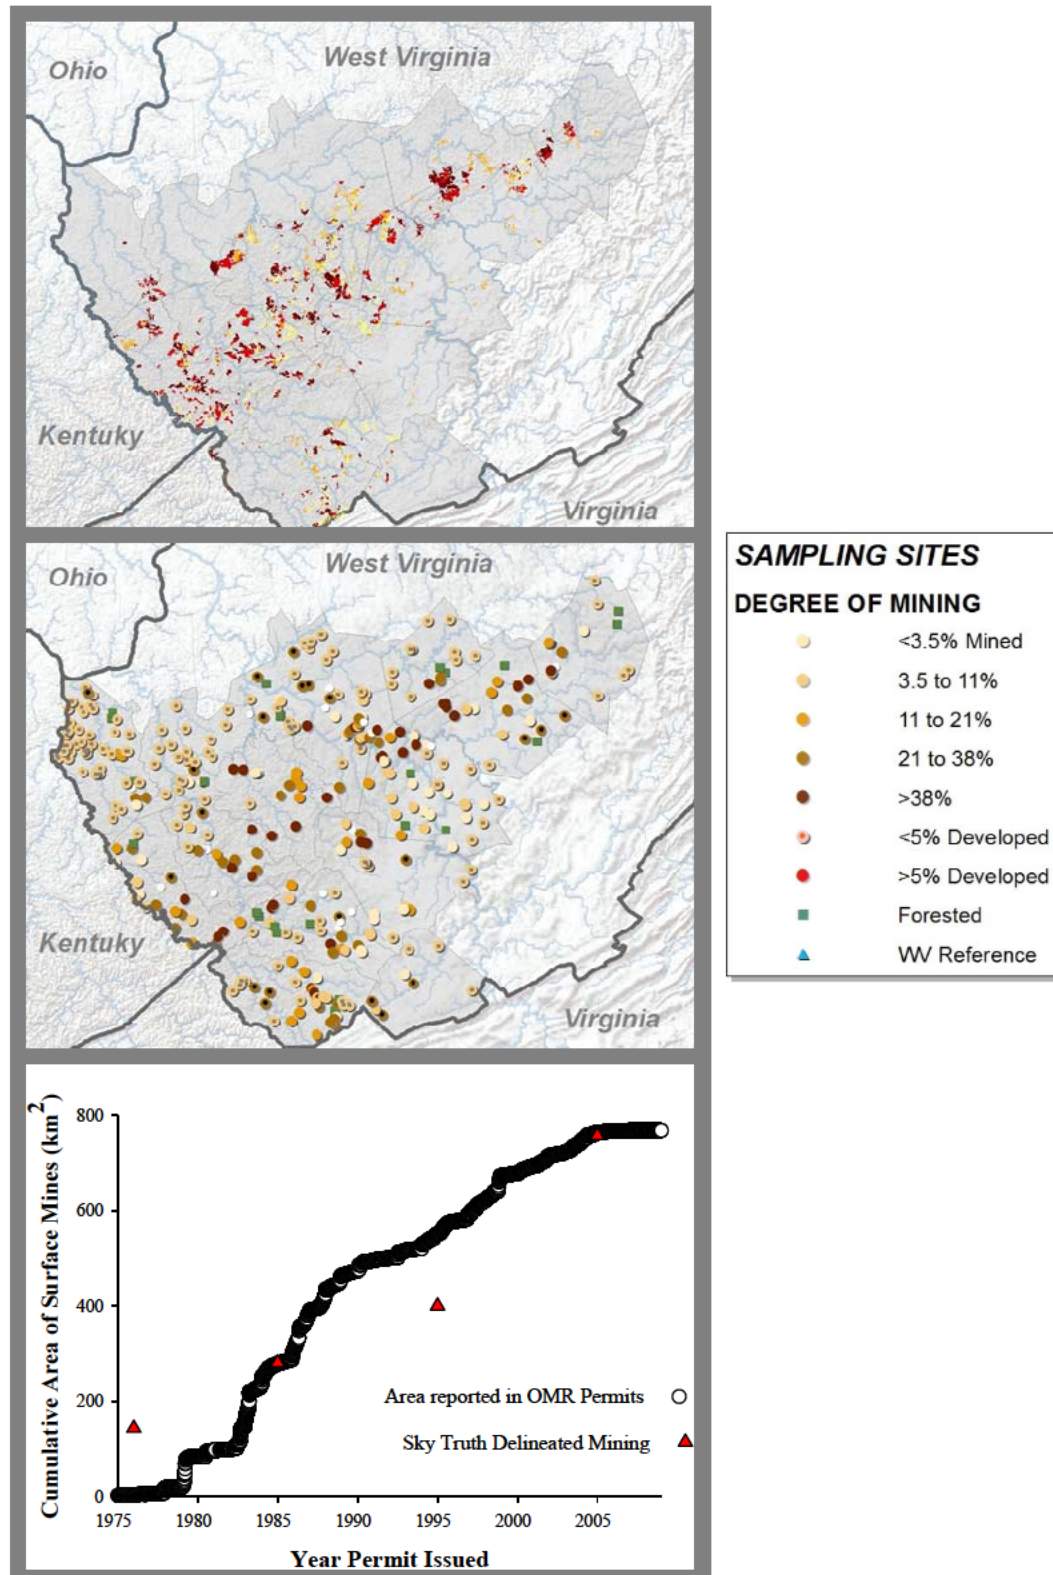 Ohio
West Virginia
Kentuky
Virginia
Ohio
West Virginia
Kentuky
Virginia
SAMPLING SITES
DEGREE OF MINING
<3.5% Mined
3.5 to 11%
11 to 21%
21 to 38%
>38%
<5% Developed
>5% Developed
Forested
WV Reference
Cumulative Area of Surface Mines (km²)
800
600
400
200
0
Area reported in OMR Permits
Sky Truth Delineated Mining
1975 1980 1985 1990 1995 2000 2005
Year Permit Issued